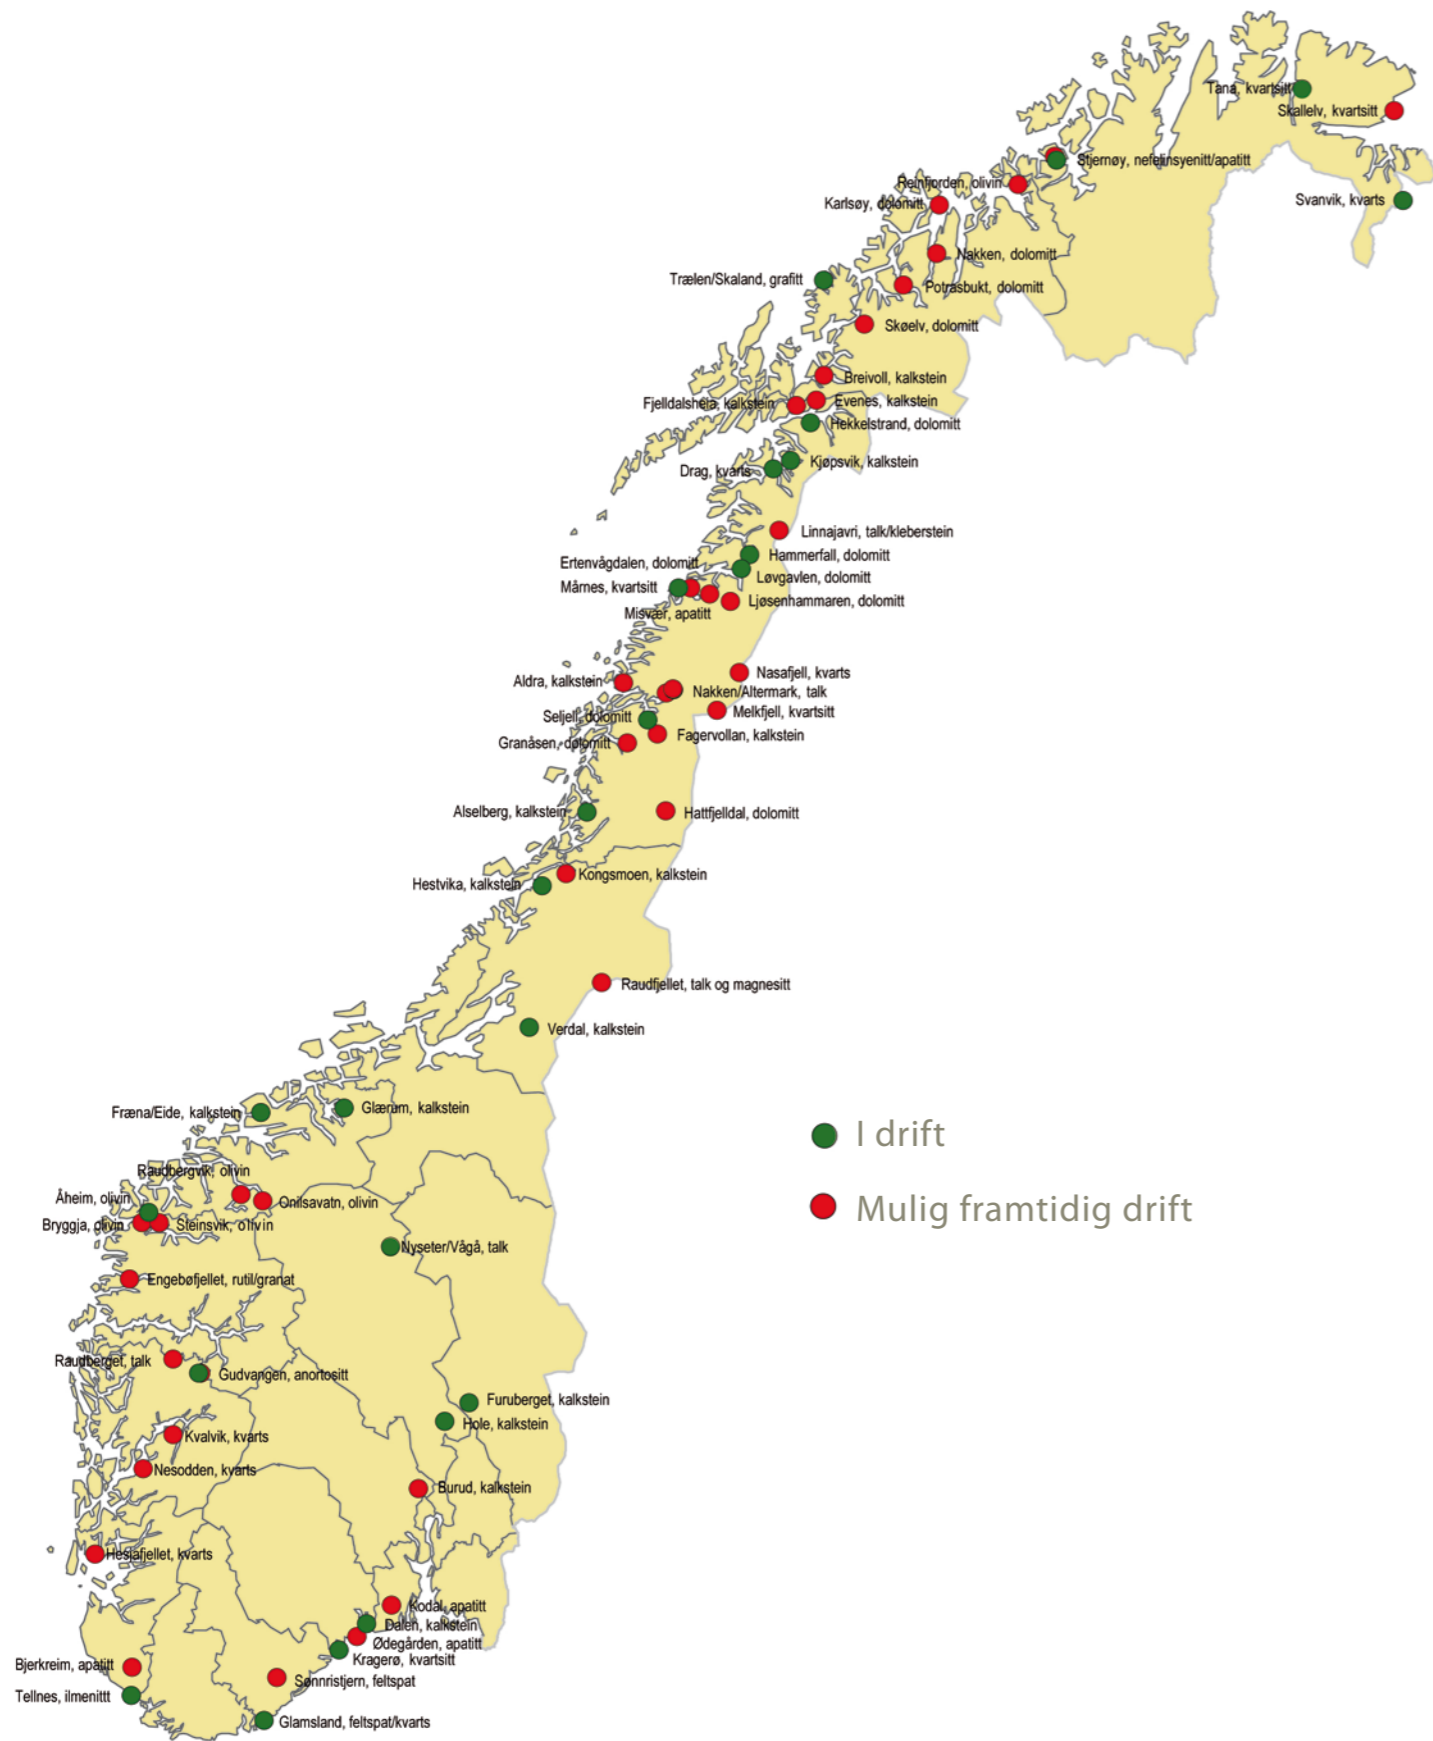 Tana, kvartsitt
Skallelv, kvartsitt
Stjernøy, nefelinsyenitt/apatitt
Reinfjorden, olivin
Svanvik, kvarts
Karlsøy, dolomitt
Nakken, dolomitt
Trælen/Skaland, grafitt
Potrasbukt, dolomitt
Skøelv, dolomitt
Breivoll, kalkstein
Evenes, kalkstein
Fjelldalsheia, kalkstein
Hekkelstrand, dolomitt
Kjøpsvik, kalkstein
Drag, kvarts
Linnajavri, talk/kleberstein
Hammerfall, dolomitt
Ertenvågdalen, dolomitt
Løvgavlen, dolomitt
Mårnes, kvartsitt
Ljøsenhammaren, dolomitt
Misvær, apatitt
Nasafjell, kvarts
Aldra, kalkstein
Nakken/Altermark, talk
Melkfjell, kvartsitt
Seljeli, dolomitt
Fagervollan, kalkstein
Granåsen, dolomitt
Alselberg, kalkstein
Hattfjelldal, dolomitt
Kongsmoen, kalkstein
Hestvika, kalkstein
Raudfjellet, talk og magnesitt
Verdal, kalkstein
Glærum, kalkstein
Fræna/Eide, kalkstein
I drift
Raudbergvik, olivin
Åheim, olivin
Onilsavatn, olivin
Mulig framtidig drift
Bryggja, olivin
Steinsvik, olivin
Nyseter/Vågå, talk
Engebøfjellet, rutil/granat
Raudberget, talk
Gudvangen, anortositt
Furuberget, kalkstein
Hole, kalkstein
Kvalvik, kvarts
Nesodden, kvarts
Burud, kalkstein
Hesjafjellet, kvarts
Kodal, apatitt
Dalen, kalkstein
Ødegården, apatitt
Kragerø, kvartsitt
Bjerkreim, apatitt
Sønnristjern, feltspat
Tellnes, ilmenittt
Glamsland, feltspat/kvarts